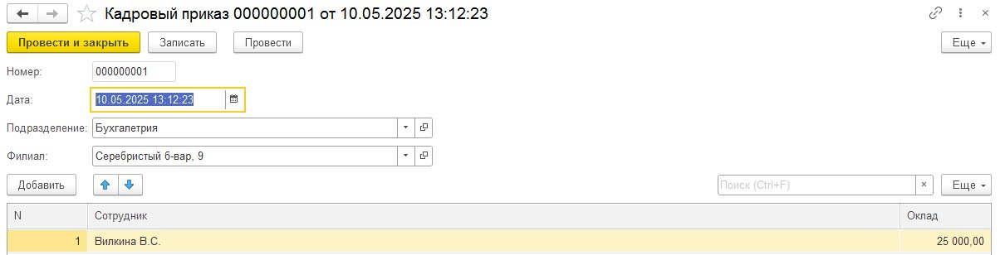 Кадровый приказ 000000001 от 10.05.2025 13:12:23
Провести и закрыть Записать Провести Еще
Номер: 000000001
Дата: 10.05.2025 13:12:23
Подразделение: Бухгалетрия
Филиал: Серебристый б-вар, 9
Добавить Поиск (Ctrl+F) × Еще
N Сотрудник Оклад
1 Вилкина В.С. 25 000,00